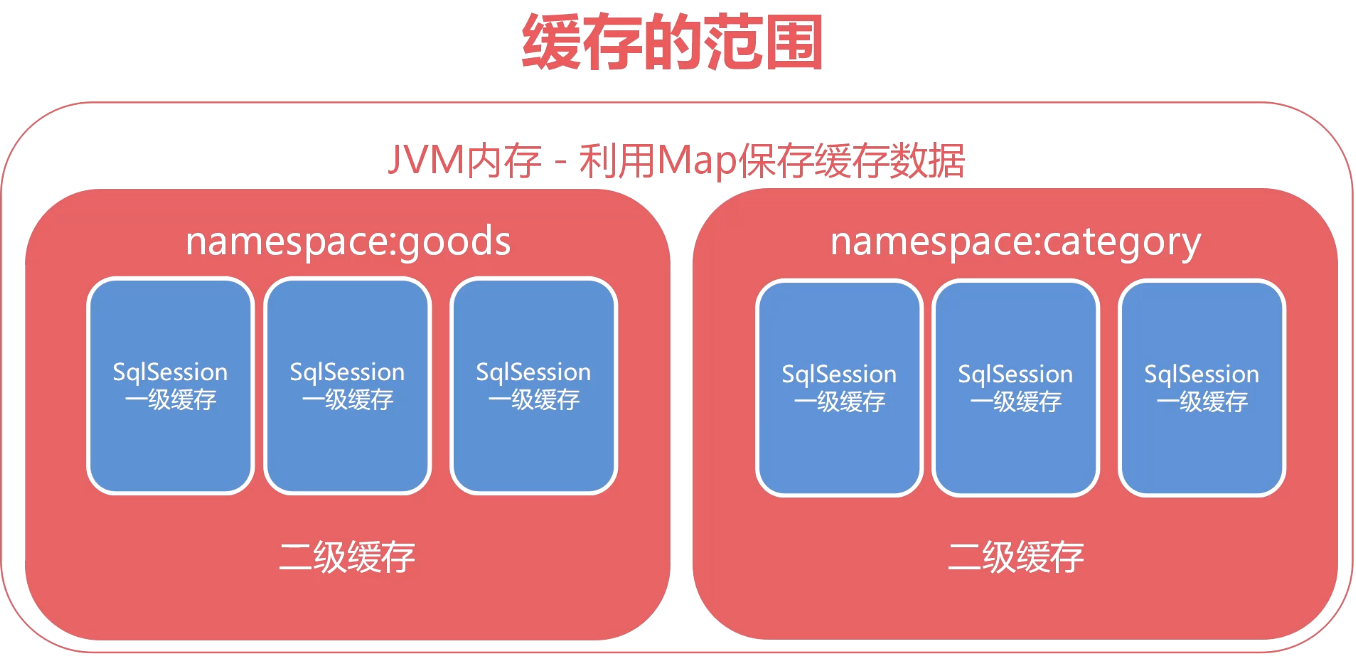 缓存的范围
JVM内存 - 利用Map保存缓存数据
namespace:goods
SqlSession
一级缓存
SqlSession
一级缓存
SqlSession
一级缓存
二级缓存
namespace:category
SqlSession
一级缓存
SqlSession
一级缓存
SqlSession
一级缓存
二级缓存